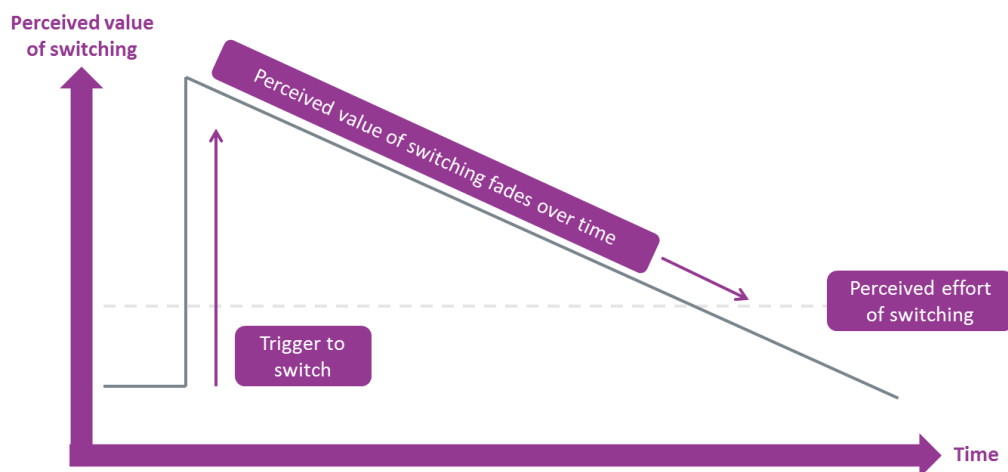 Perceived value
of switching
Perceived value of switching fades over time
Perceived effort
of switching
Trigger to
switch
Time